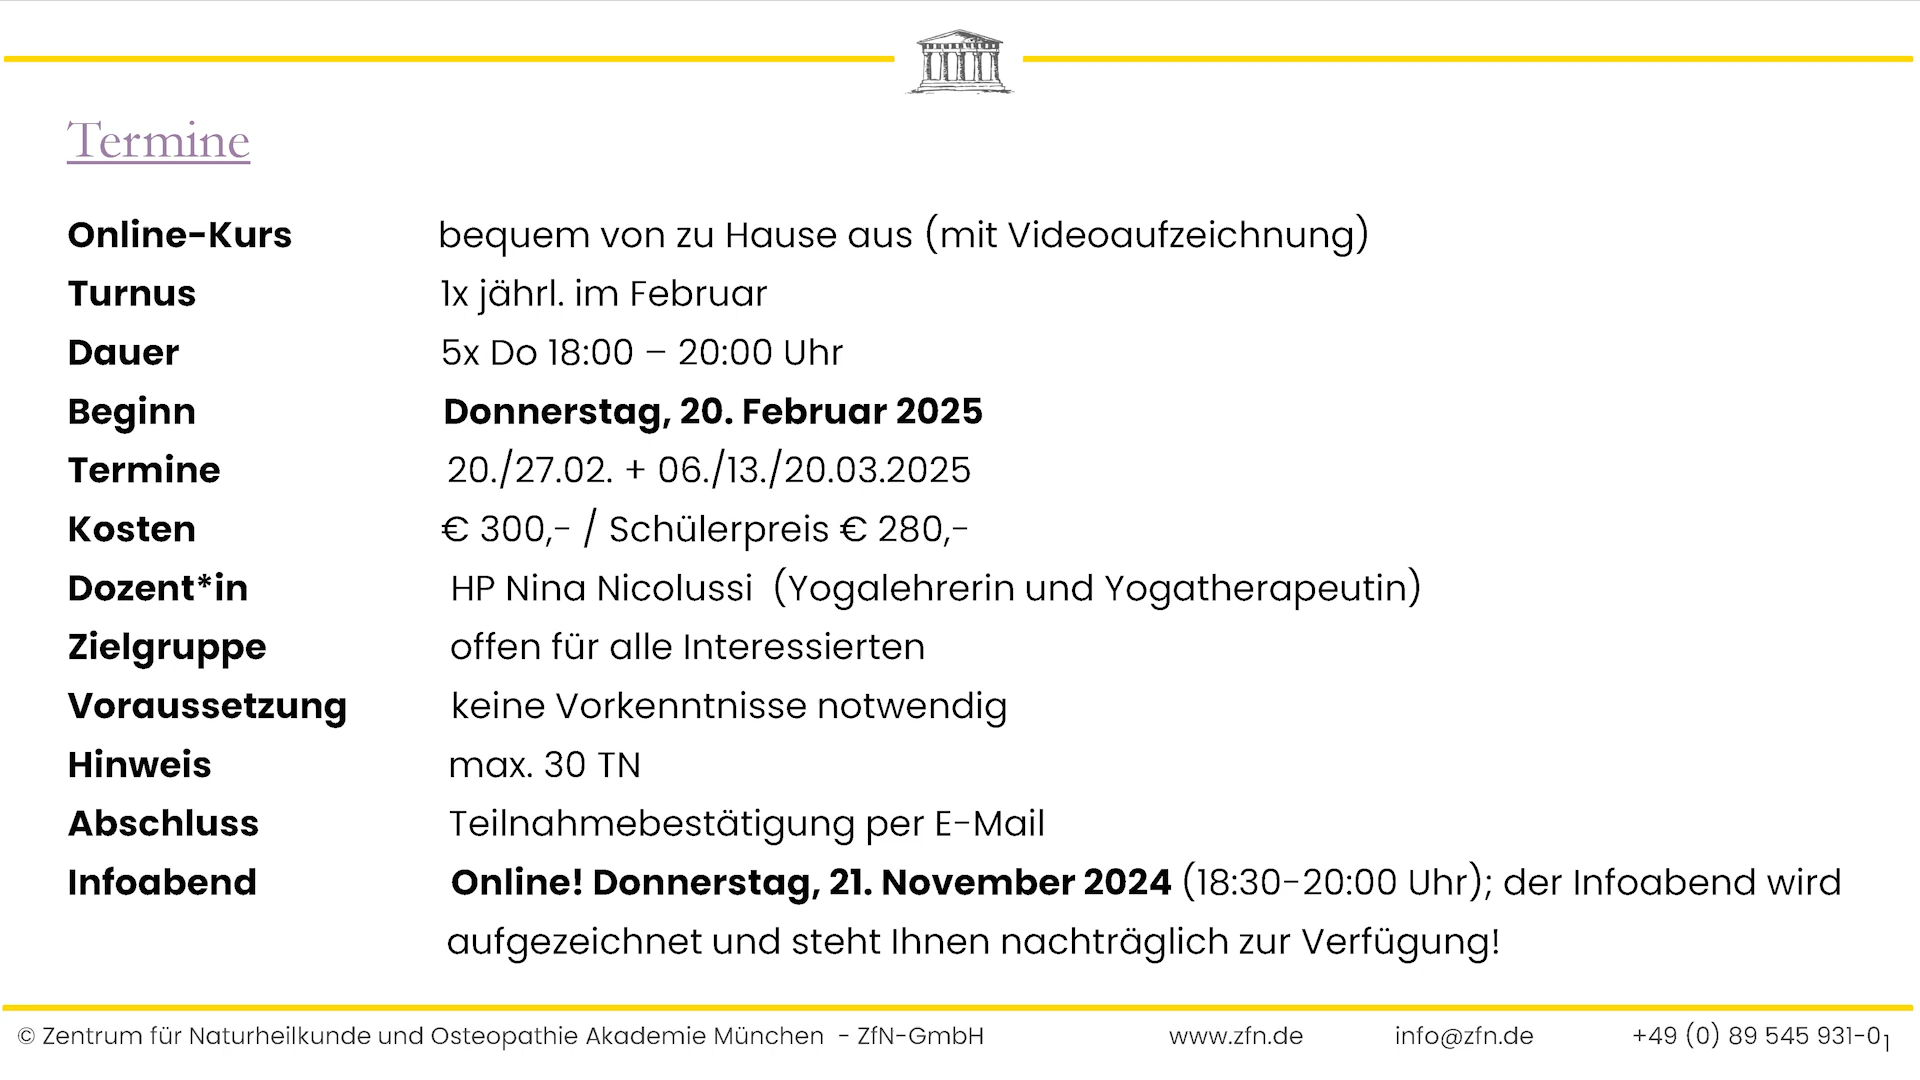 Termine
Online-Kurs bequem von zu Hause aus (mit Videoaufzeichnung)
Turnus 1x jährl. im Februar
Dauer 5x Do 18:00 – 20:00 Uhr
Beginn Donnerstag, 20. Februar 2025
Termine 20./27.02. + 06./13./20.03.2025
Kosten € 300,- / Schülerpreis € 280,-
Dozent*in HP Nina Nicolussi (Yogalehrerin und Yogatherapeutin)
Zielgruppe offen für alle Interessierten
Voraussetzung keine Vorkenntnisse notwendig
Hinweis max. 30 TN
Abschluss Teilnahmebestätigung per E-Mail
Infoabend Online! Donnerstag, 21. November 2024 (18:30-20:00 Uhr); der Infoabend wird
aufgezeichnet und steht Ihnen nachträglich zur Verfügung!
© Zentrum für Naturheilkunde und Osteopathie Akademie München - ZfN-GmbH www.zfn.de info@zfn.de +49 (0) 89 545 931-0 1